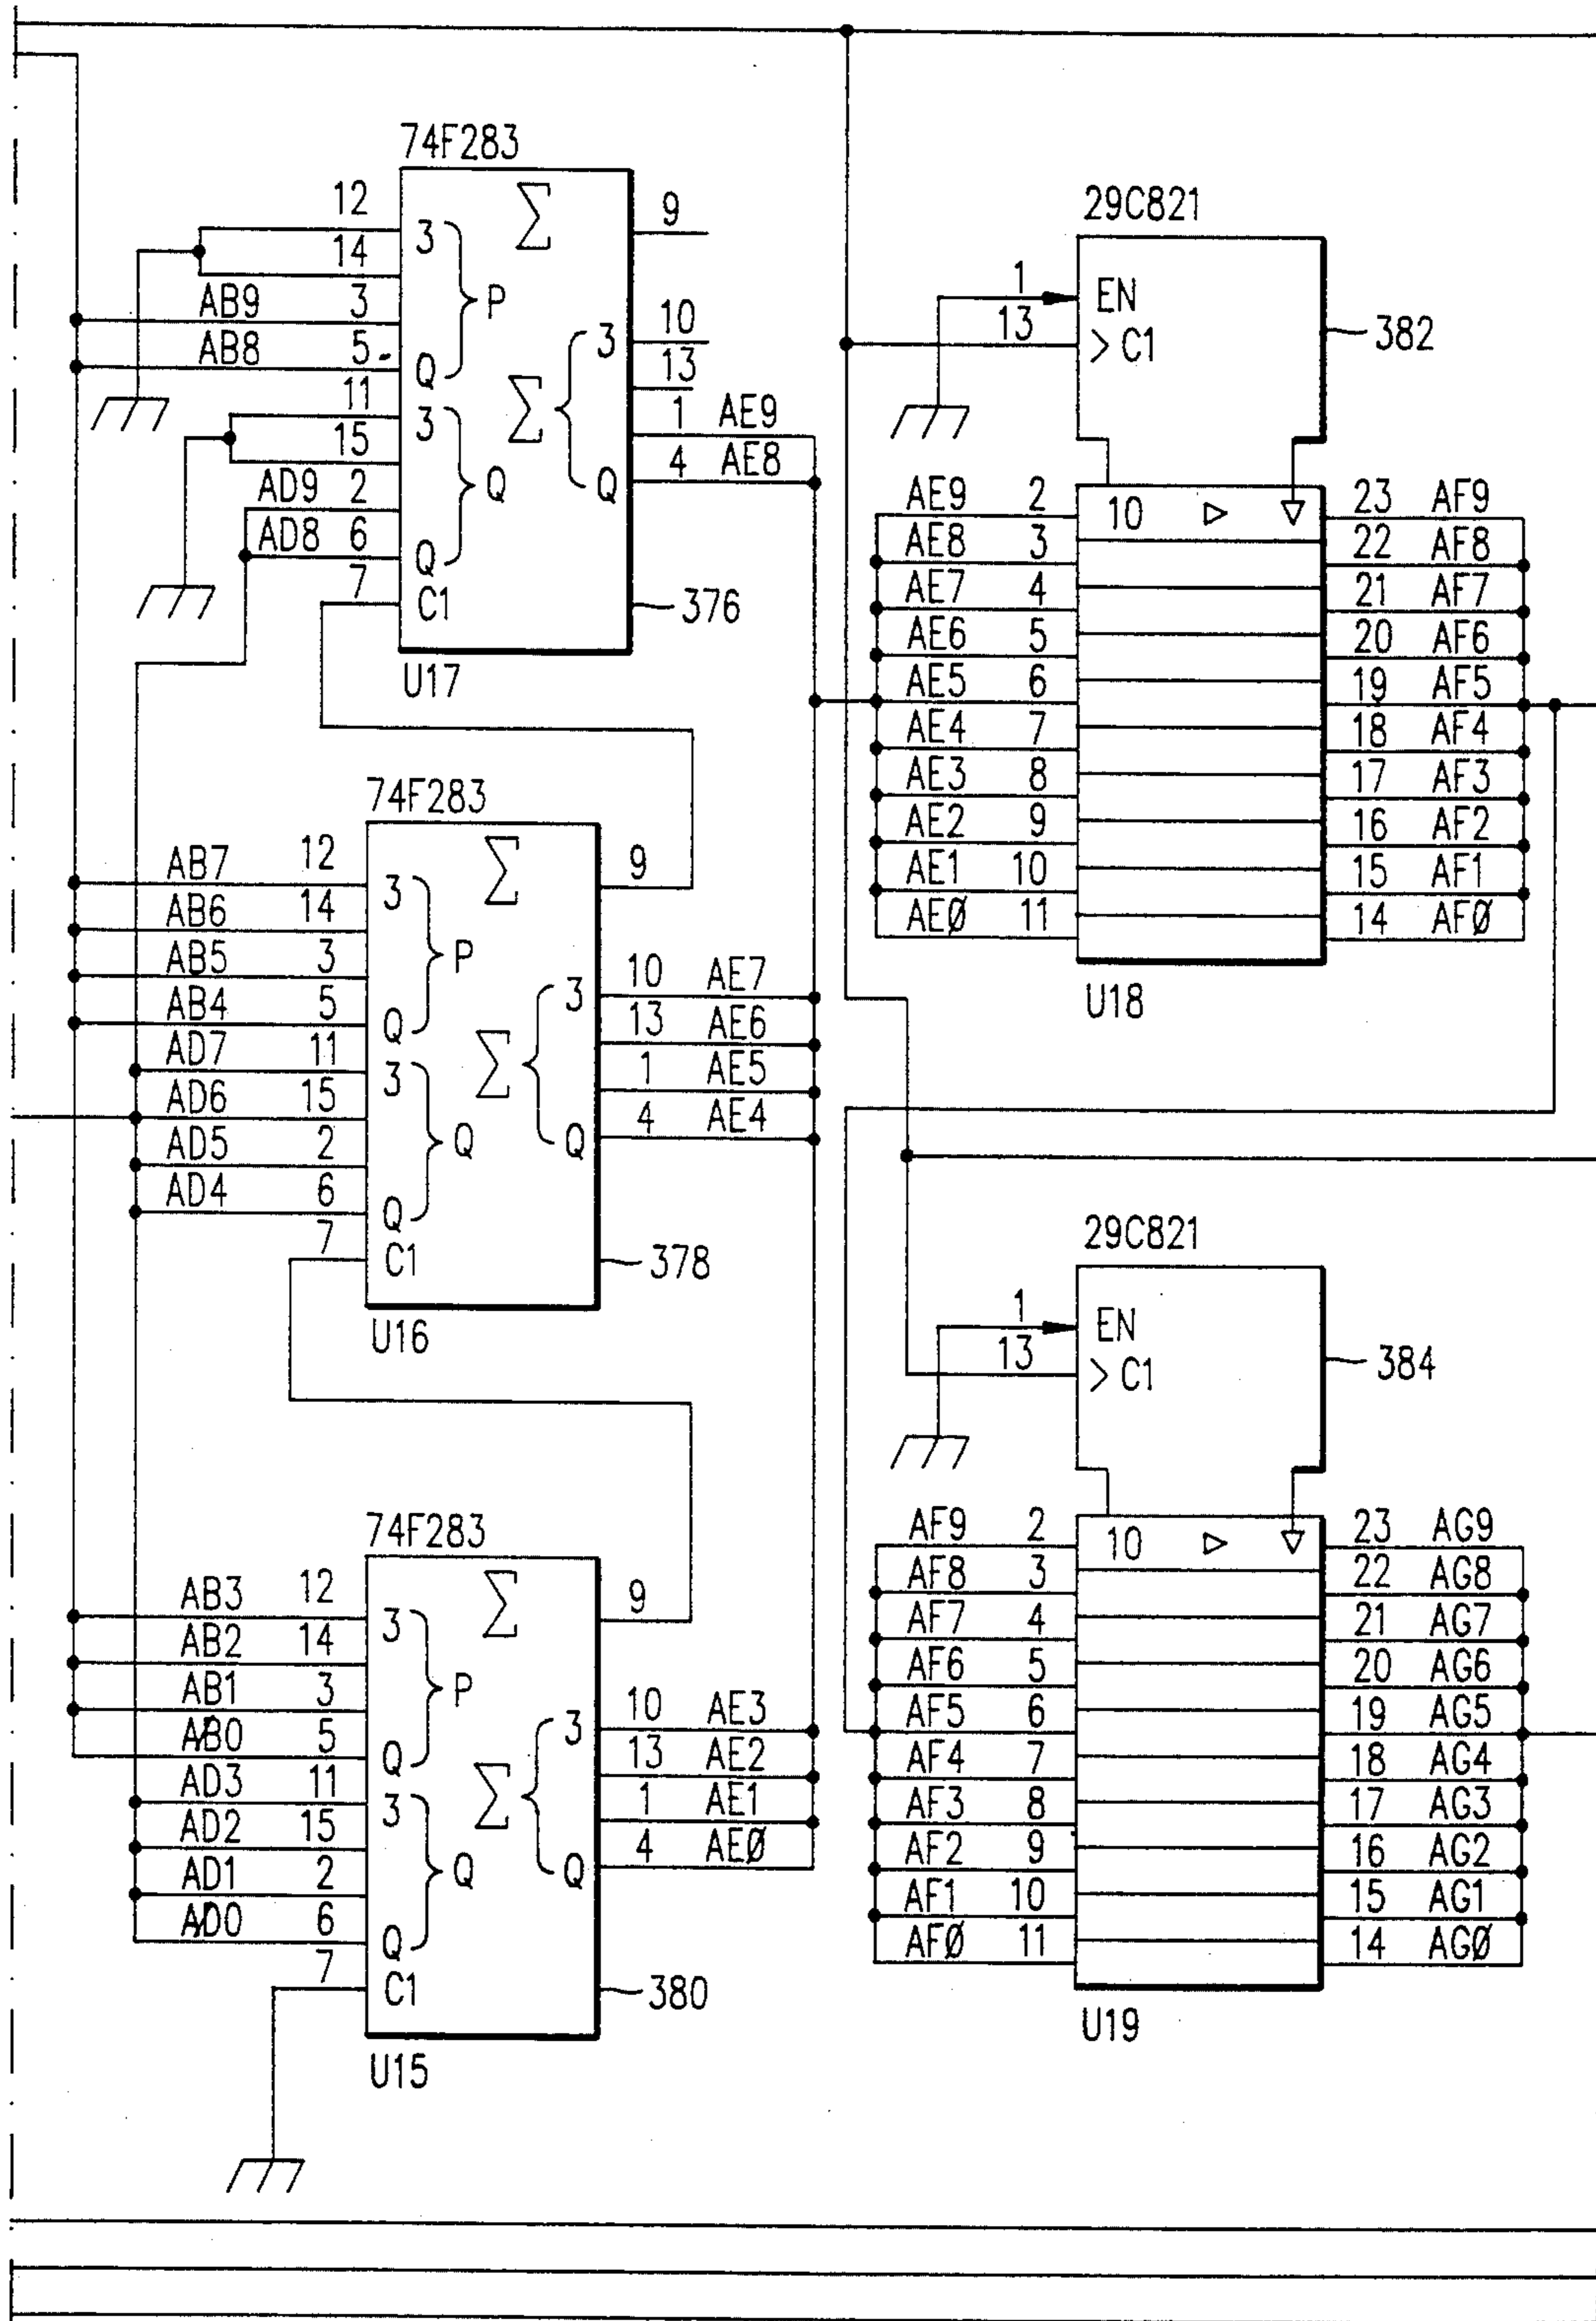 74F283
Σ
12
14
AB9 3
AB8 5
11
15
AD9 2
AD8 6
7
3
P
Q
3
Q
Q
C1
9
Σ
3
Q
10
13
1 AE9
4 AE8
376
U17
74F283
Σ
AB7 12
AB6 14
AB5 3
AB4 5
AD7 11
AD6 15
AD5 2
AD4 6
7
3
P
Q
3
Q
Q
C1
9
Σ
3
Q
10 AE7
13 AE6
1 AE5
4 AE4
378
U16
74F283
Σ
AB3 12
AB2 14
AB1 3
AB0 5
AD3 11
AD2 15
AD1 2
AD0 6
7
3
P
Q
3
Q
Q
C1
9
Σ
3
Q
10 AE3
13 AE2
1 AE1
4 AEØ
380
U15
29C821
1 EN
13 C1
382
10
AE9 2
AE8 3
AE7 4
AE6 5
AE5 6
AE4 7
AE3 8
AE2 9
AE1 10
AEØ 11
23 AF9
22 AF8
21 AF7
20 AF6
19 AF5
18 AF4
17 AF3
16 AF2
15 AF1
14 AFØ
U18
29C821
1 EN
13 C1
384
10
AF9 2
AF8 3
AF7 4
AF6 5
AF5 6
AF4 7
AF3 8
AF2 9
AF1 10
AFØ 11
23 AG9
22 AG8
21 AG7
20 AG6
19 AG5
18 AG4
17 AG3
16 AG2
15 AG1
14 AGØ
U19